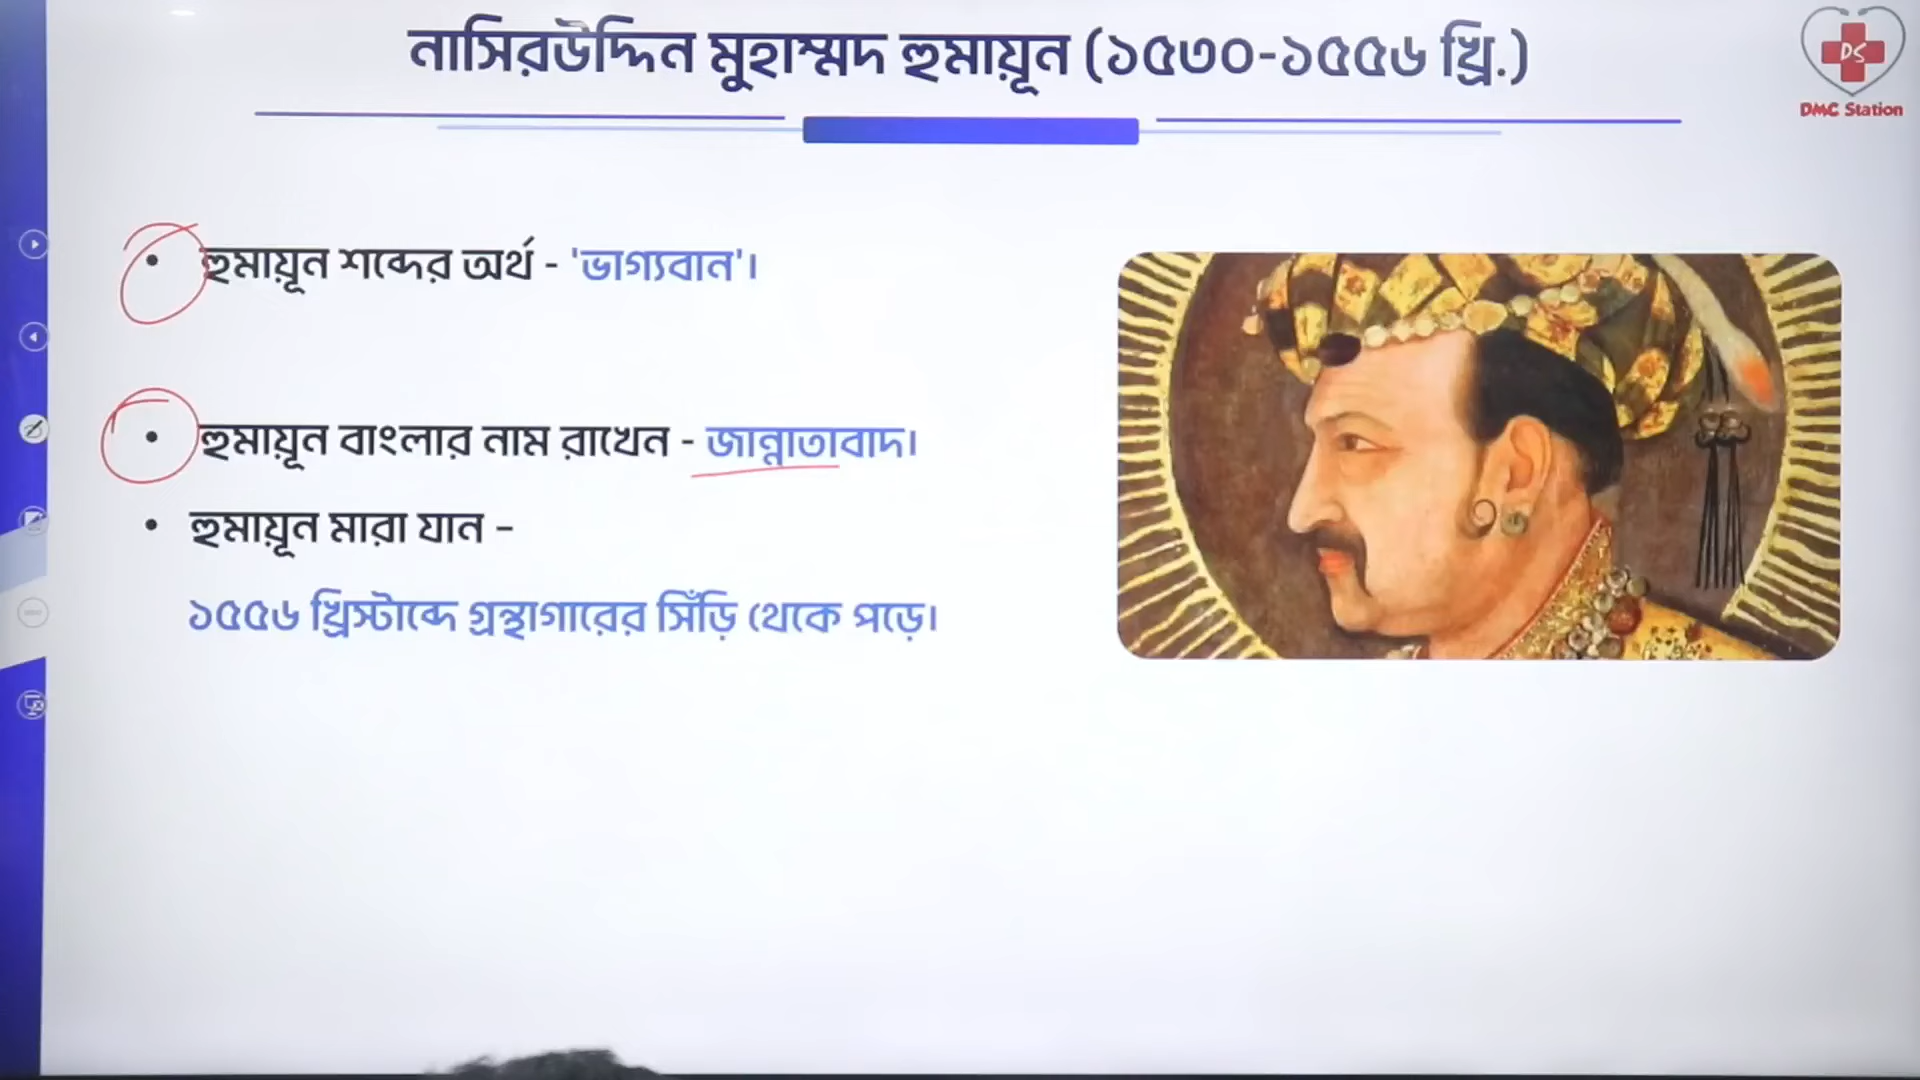 নাসিরউদ্দিন মুহাম্মদ হুমায়ূন (১৫৩০-১৫৫৬ খ্রি.)
DS
DMC Station
• হুমায়ূন শব্দের অর্থ - 'ভাগ্যবান'।
• হুমায়ূন বাংলার নাম রাখেন - জান্নাতাবাদ।
• হুমায়ূন মারা যান –
১৫৫৬ খ্রিস্টাব্দে গ্রন্থাগারের সিঁড়ি থেকে পড়ে।